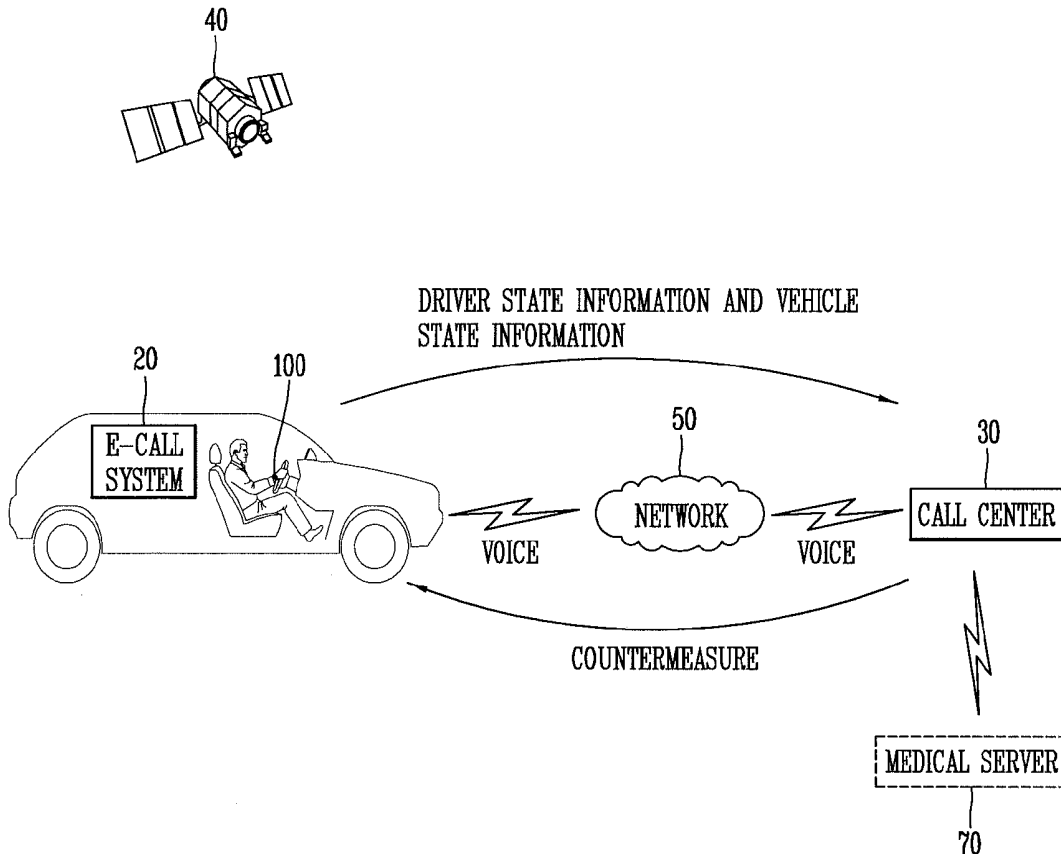 40
DRIVER STATE INFORMATION AND VEHICLE
STATE INFORMATION
20
100
E-CALL
SYSTEM
50
30
NETWORK
CALL CENTER
VOICE
VOICE
COUNTERMEASURE
MEDICAL SERVER
70